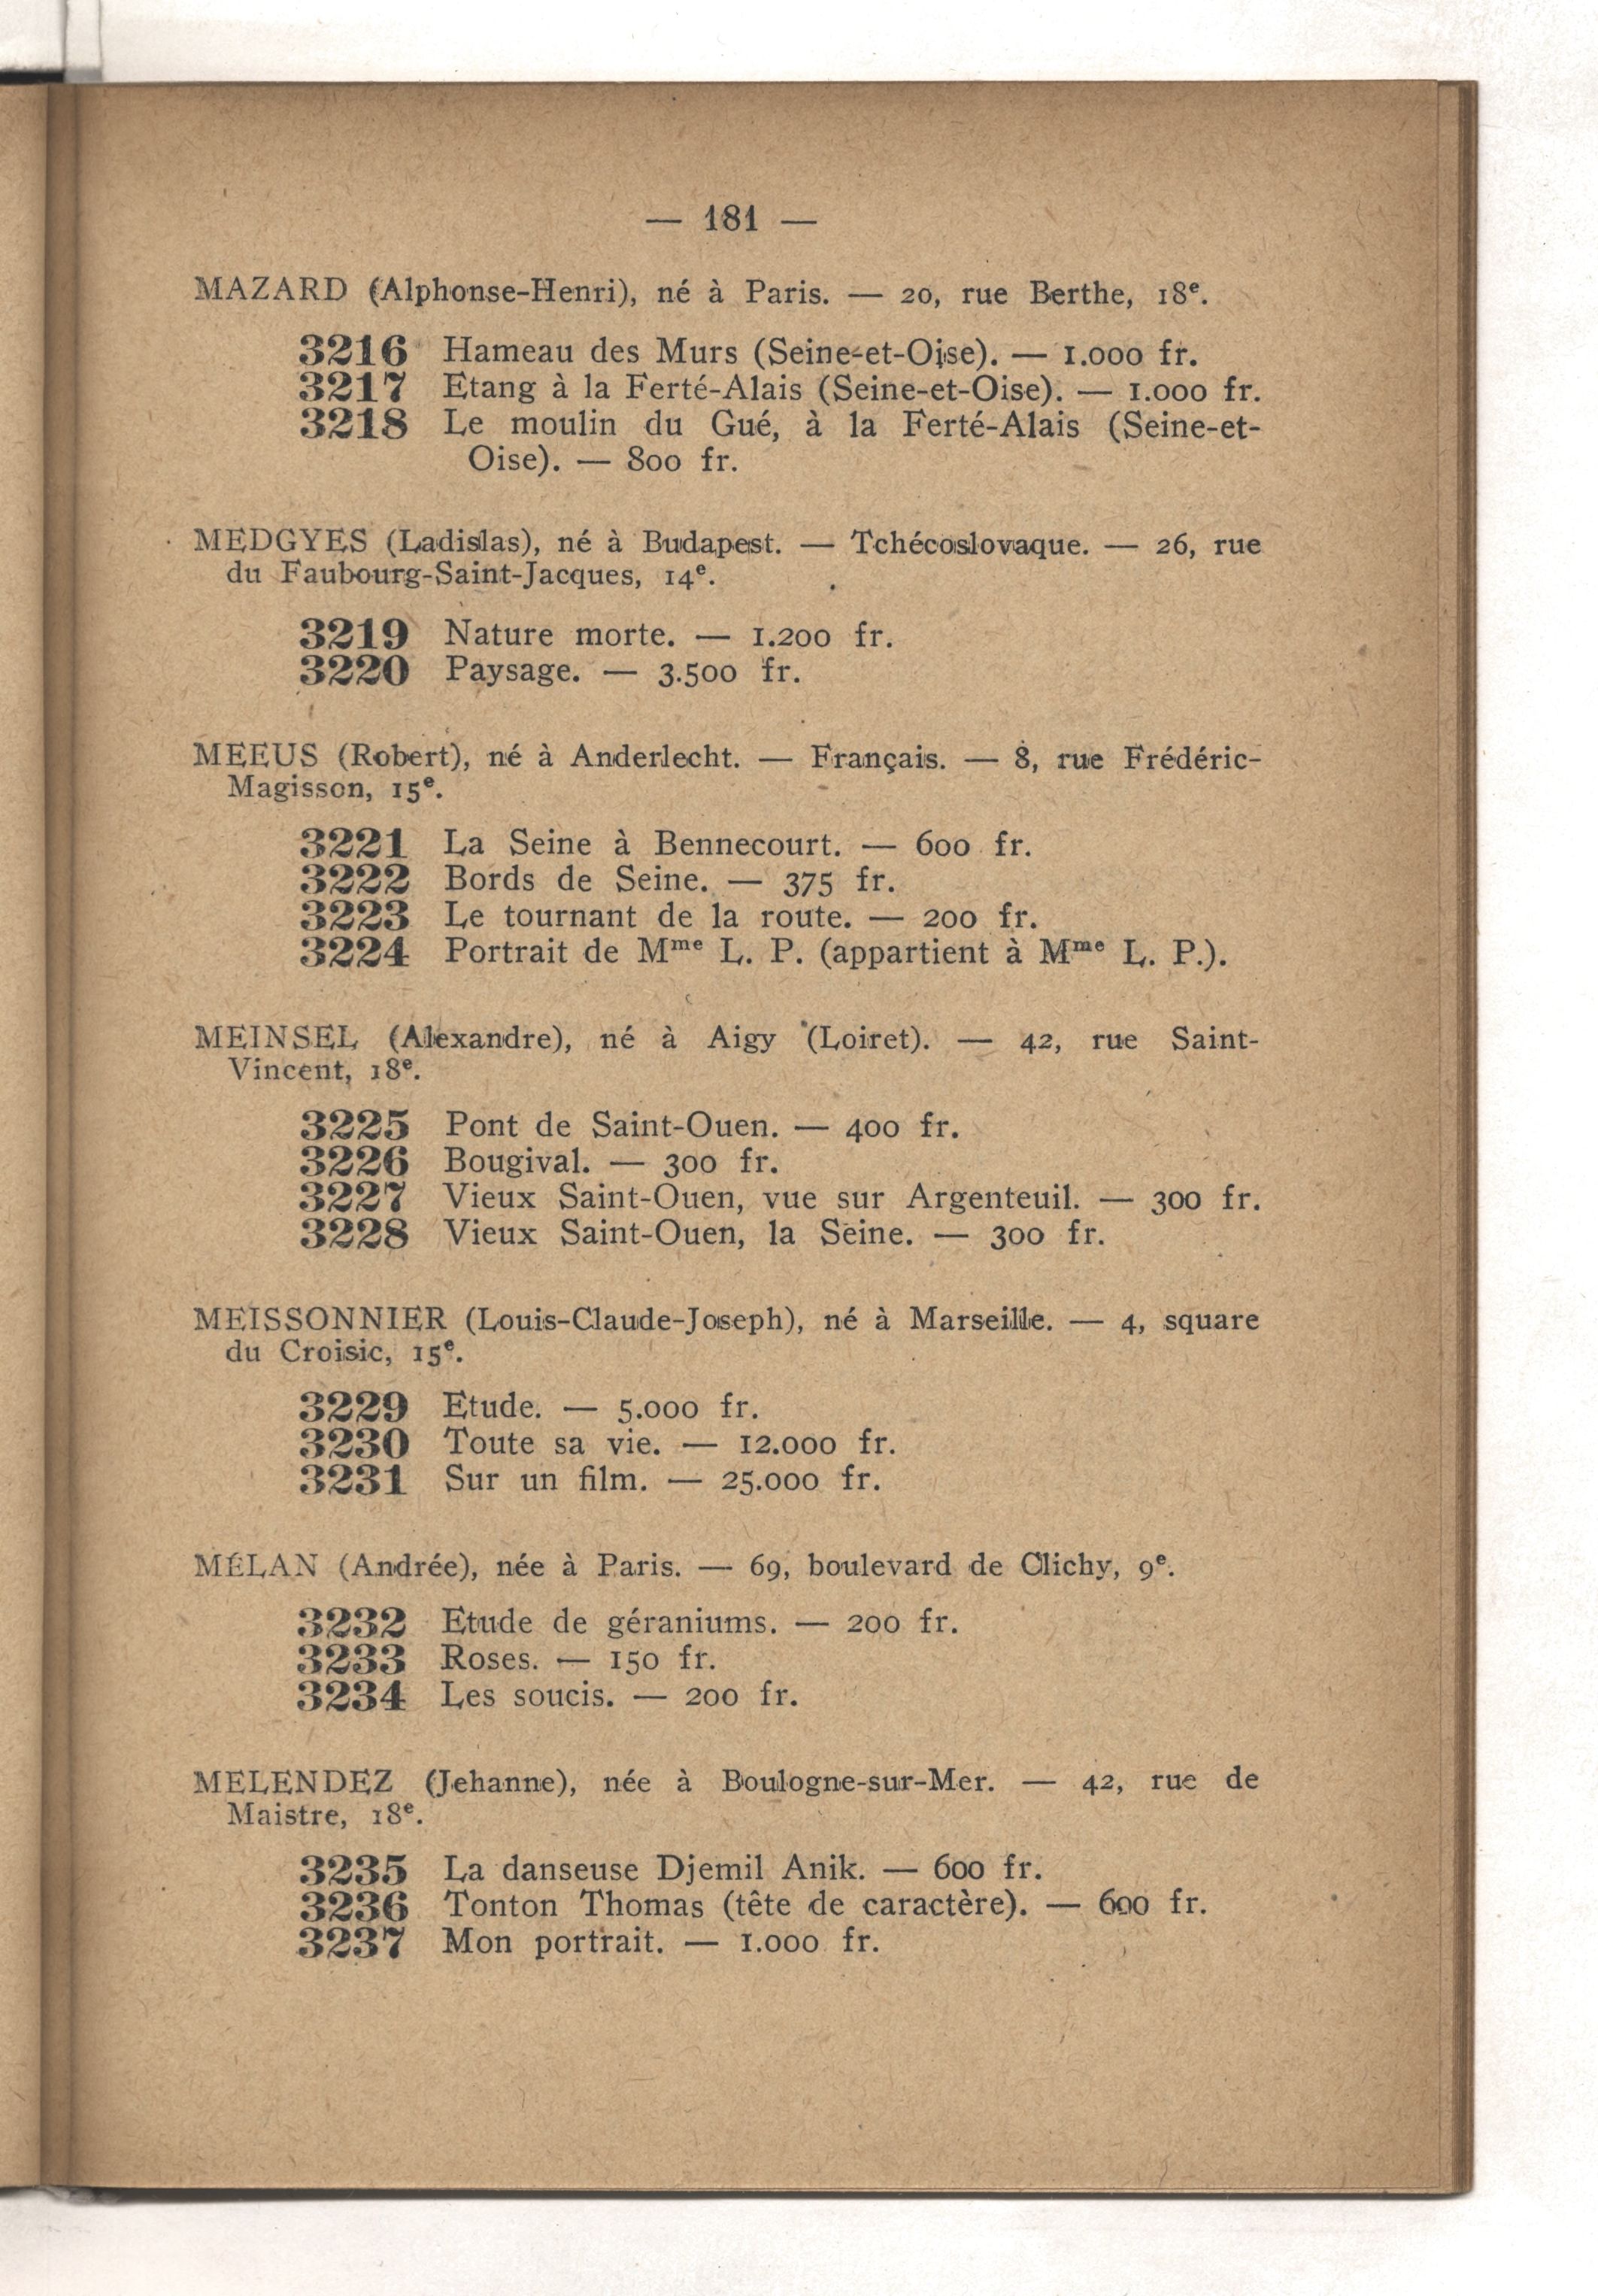 — 181 —
MAZARD (Alphonse-Henri), né à Paris. — 20, rue Berthe, 18e.
3216 Hameau des Murs (Seine-et-Oise). — 1.000 fr.
3217 Etang à la Ferté-Alais (Seine-et-Oise). — 1.000 fr.
3218 Le moulin du Gué, à la Ferté-Alais (Seine-et-
Oise). — 800 fr.
MEDGYES (Ladislas), né à Budapest. — Tchécoslovaque. — 26, rue
du Faubourg-Saint-Jacques, 14e.
3219 Nature morte. — 1.200 fr.
3220 Paysage. — 3.500 fr.
MEEUS (Robert), né à Anderlecht. — Français. — 8, rue Frédéric-
Magisson, 15e.
3221 La Seine à Bennecourt. — 600 fr.
3222 Bords de Seine. — 375 fr.
3223 Le tournant de la route. — 200 fr.
3224 Portrait de Mme L. P. (appartient à Mme L. P.).
MEINSEL (Alexandre), né à Aigy (Loiret). — 42, rue Saint-
Vincent, 18e.
3225 Pont de Saint-Ouen. — 400 fr.
3226 Bougival. — 300 fr.
3227 Vieux Saint-Ouen, vue sur Argenteuil. — 300 fr.
3228 Vieux Saint-Ouen, la Seine. — 300 fr.
MEISSONNIER (Louis-Claude-Joseph), né à Marseille. — 4, square
du Croisic, 15e.
3229 Etude. — 5.000 fr.
3230 Toute sa vie. — 12.000 fr.
3231 Sur un film. — 25.000 fr.
MÉLAN (Andrée), née à Paris. — 69, boulevard de Clichy, 9e.
3232 Etude de géraniums. — 200 fr.
3233 Roses. — 150 fr.
3234 Les soucis. — 200 fr.
MELENDEZ (Jehanne), née à Boulogne-sur-Mer. — 42, rue de
Maistre, 18e.
3235 La danseuse Djemil Anik. — 600 fr.
3236 Tonton Thomas (tête de caractère). — 600 fr.
3237 Mon portrait. — 1.000 fr.